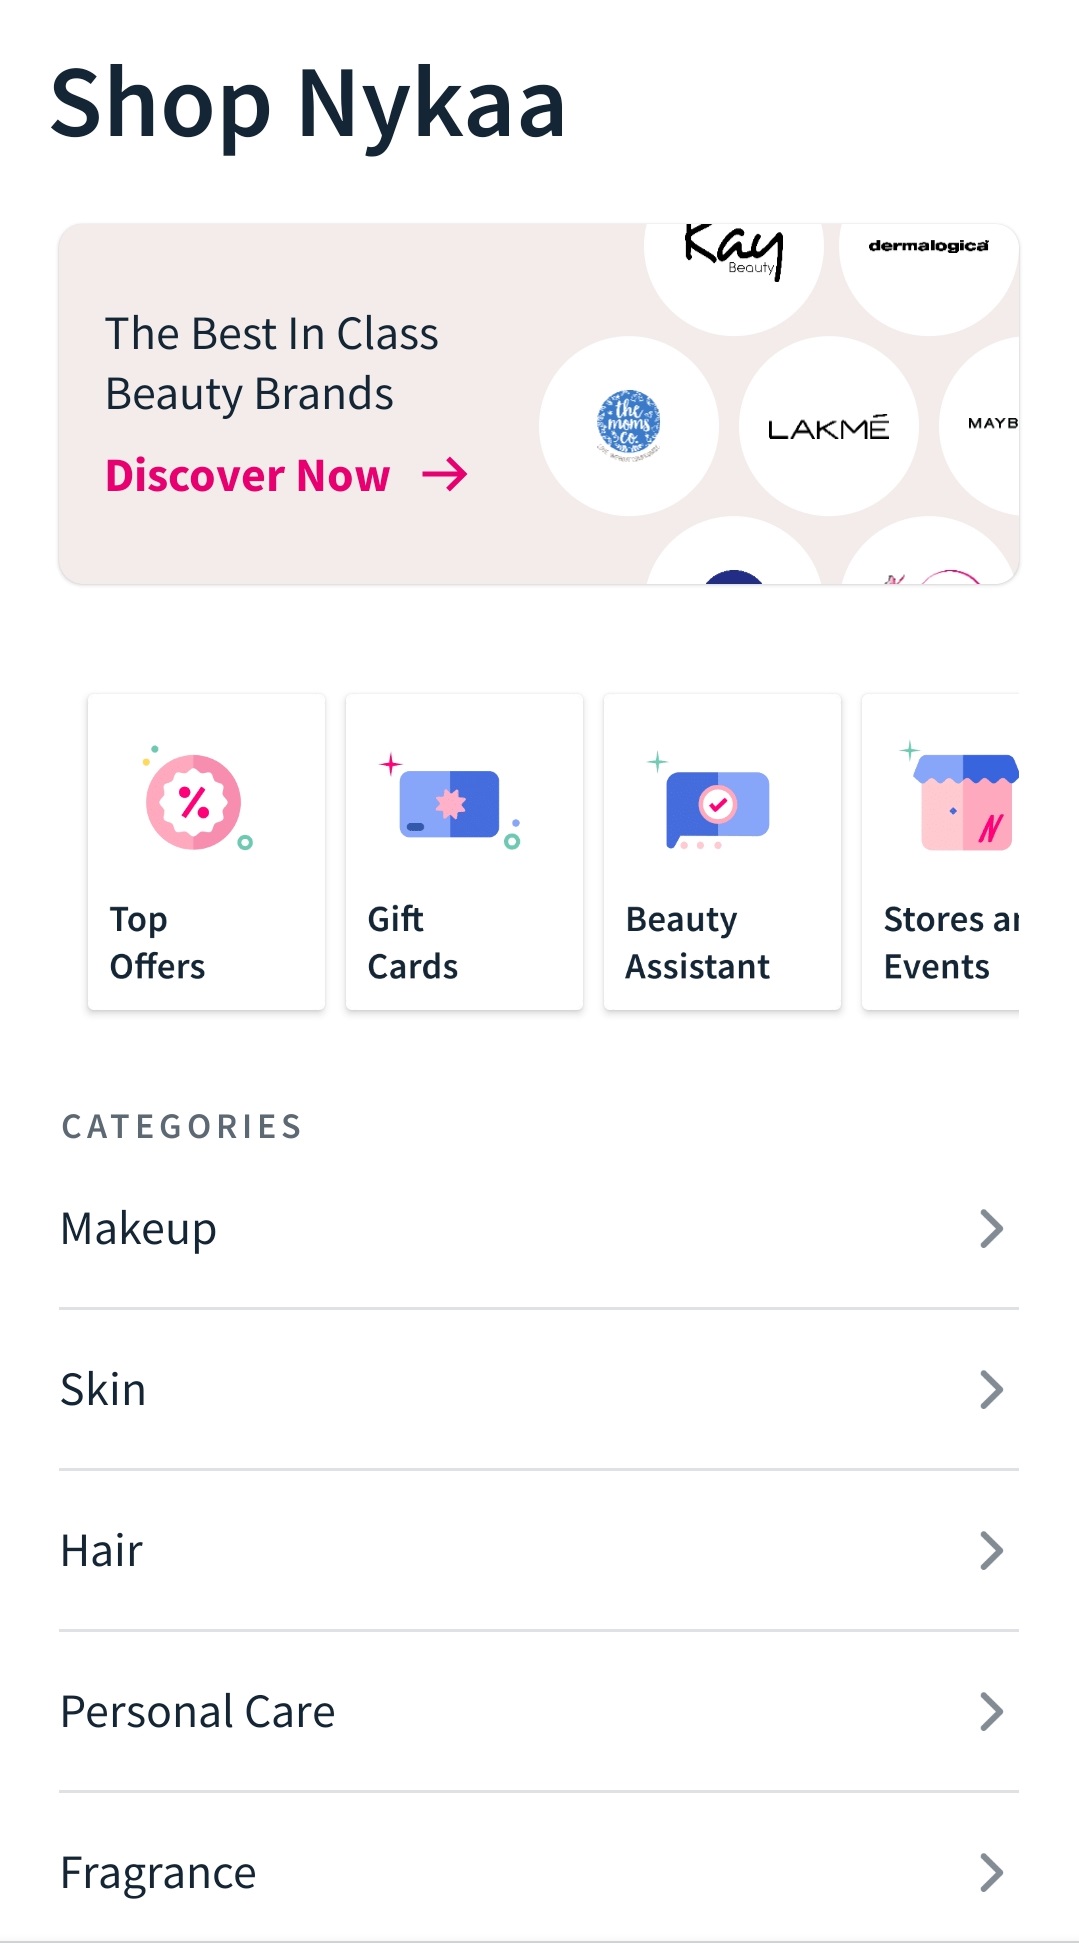 Shop Nykaa
Kay
Beauty
dermalogica
The Best In Class
Beauty Brands
the
moms
co.
LAKMÉ
MAYB
Discover Now
%
N
Top
Offers
Gift
Cards
Beauty
Assistant
Stores
Events
CATEGORIES
Makeup
Skin
Hair
Personal Care
Fragrance